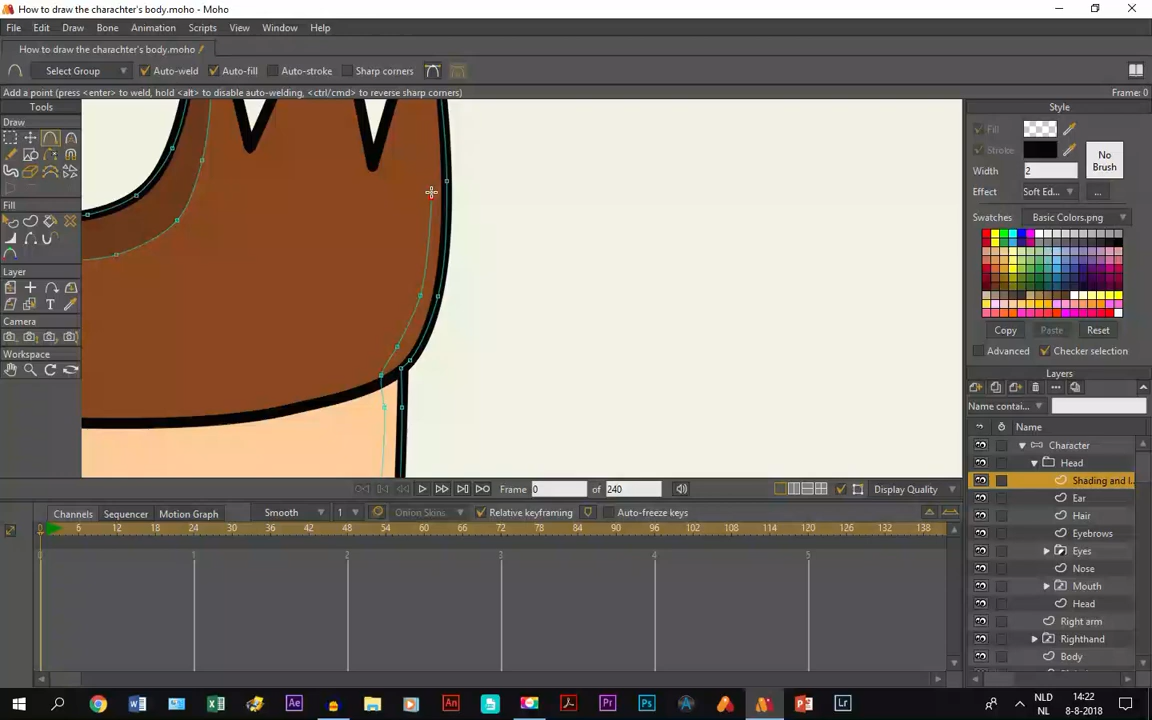 How to draw the charachter's body.moho - Moho
File Edit Draw Bone Animation Scripts View Window Help
How to draw the charachter's body.moho
Select Group Auto-weld Auto-fill Auto-stroke Sharp corners
Add a point (press <enter> to weld, hold <alt> to disable auto-welding, <ctrl/cmd> to reverse sharp corners) Frame: 0
Tools
Draw
Fill
Layer
Camera
Workspace
Style
Fill
Stroke
No Brush
Width 2
Effect Soft Ed... ...
Swatches Basic Colors.png
Copy Paste Reset
Advanced Checker selection
Layers
Name contai...
Name
Character
Head
Shading and l...
Ear
Hair
Eyebrows
Eyes
Nose
Mouth
Head
Right arm
Righthand
Body
Frame 0 of 240 Display Quality
Channels Sequencer Motion Graph Smooth 1 Onion Skins Relative keyframing Auto-freeze keys
0 6 12 18 24 30 36 42 48 54 60 66 72 78 84 90 96 102 108 114 120 126 132 138
0 1 2 3 4 5
NLD 14:22
NL 8-8-2018